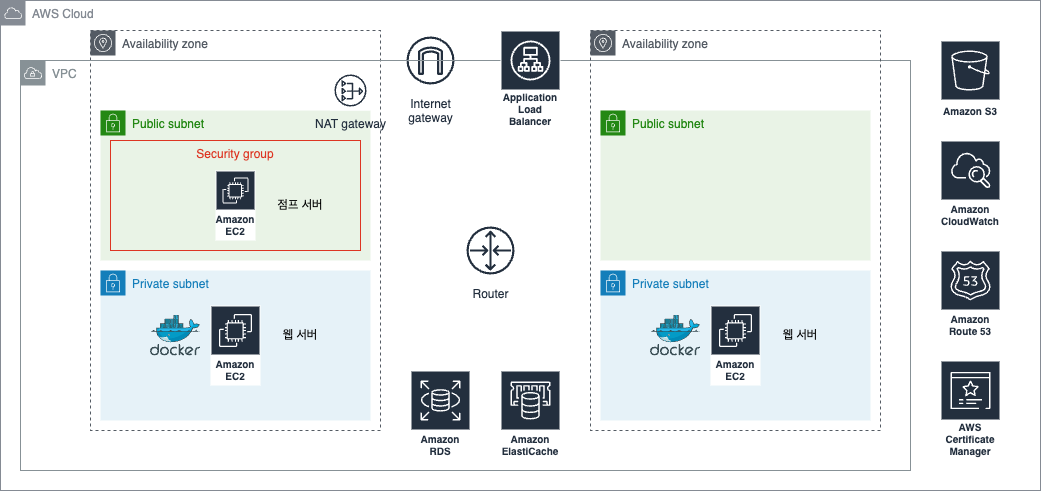 AWS Cloud
Availability zone
Availability zone
VPC
NAT gateway
Internet
gateway
Application
Load
Balancer
Public subnet
Security group
Amazon
EC2
점프 서버
Public subnet
Router
Private subnet
docker
Amazon
EC2
웹 서버
Private subnet
docker
Amazon
EC2
웹 서버
Amazon
RDS
Amazon
ElastiCache
Amazon S3
Amazon
CloudWatch
53
Amazon
Route 53
AWS
Certificate
Manager